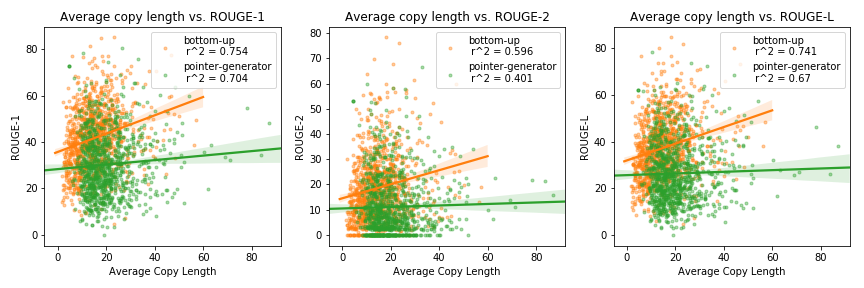 Average copy length vs. ROUGE-1
bottom-up
r^2 = 0.754
pointer-generator
r^2 = 0.704
ROUGE-1
80
60
40
20
0
0 20 40 60 80
Average Copy Length
Average copy length vs. ROUGE-2
bottom-up
r^2 = 0.596
pointer-generator
r^2 = 0.401
ROUGE-2
80
70
60
50
40
30
20
10
0
0 20 40 60 80
Average Copy Length
Average copy length vs. ROUGE-L
bottom-up
r^2 = 0.741
pointer-generator
r^2 = 0.67
ROUGE-L
80
60
40
20
0
0 20 40 60 80
Average Copy Length